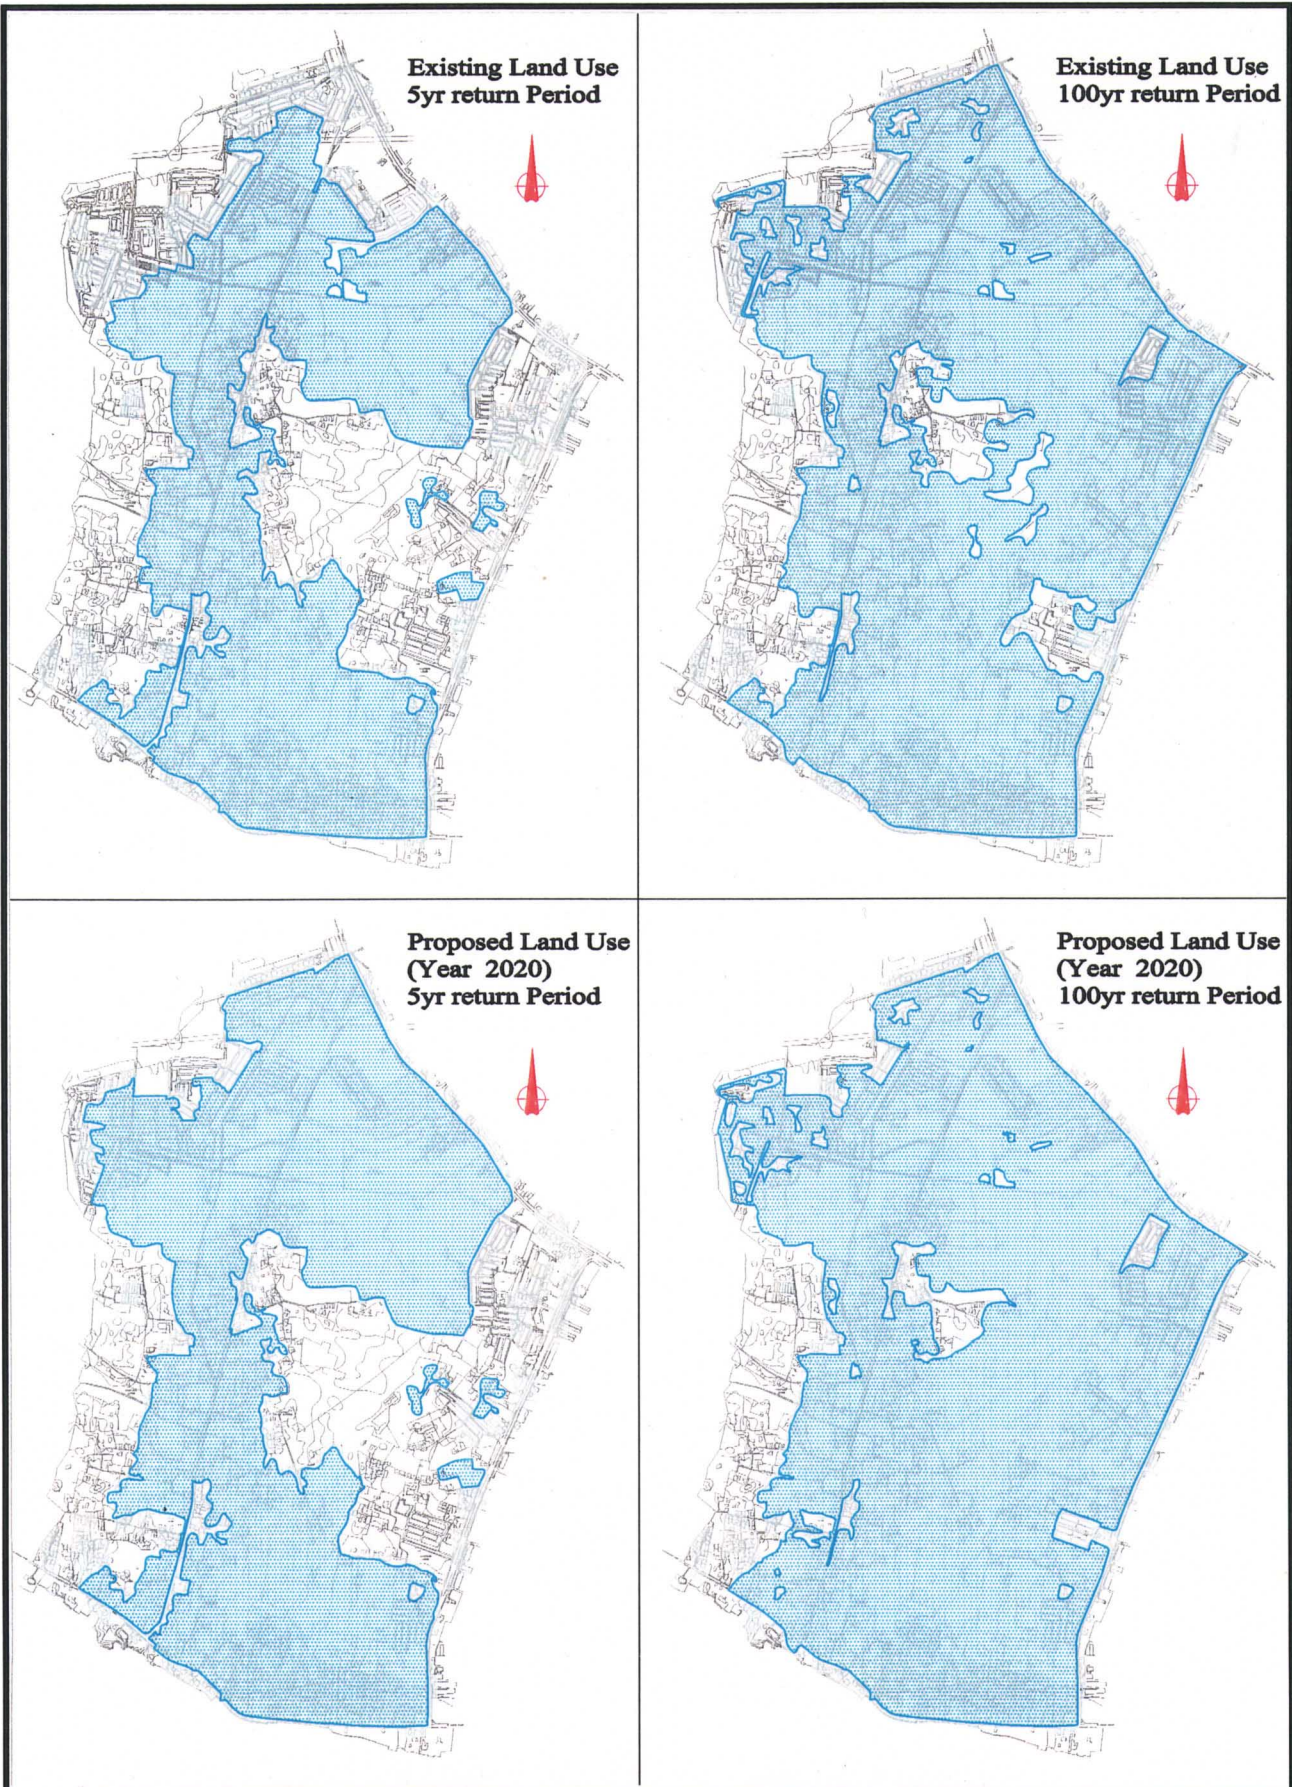 Existing Land Use
5yr return Period
Existing Land Use
100yr return Period
Proposed Land Use
(Year 2020)
5yr return Period
Proposed Land Use
(Year 2020)
100yr return Period